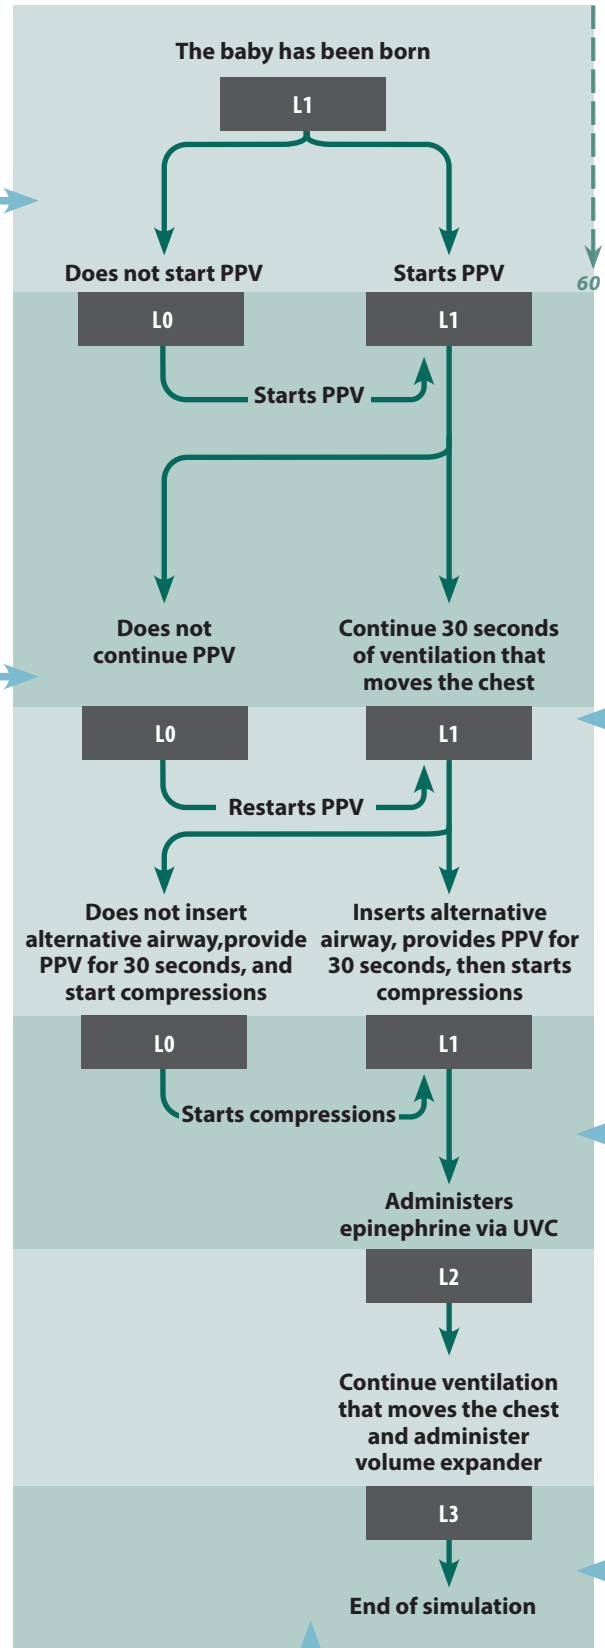 The baby has been born
L1
Does not start PPV
Starts PPV
60
L0
L1
Starts PPV
Does not
continue PPV
Continue 30 seconds
of ventilation that
moves the chest
L0
L1
Restarts PPV
Does not insert
alternative airway,provide
PPV for 30 seconds, and
start compressions
Inserts alternative
airway, provides PPV for
30 seconds, then starts
compressions
L0
L1
Starts compressions
Administers
epinephrine via UVC
L2
Continue ventilation
that moves the chest
and administer
volume expander
L3
End of simulation